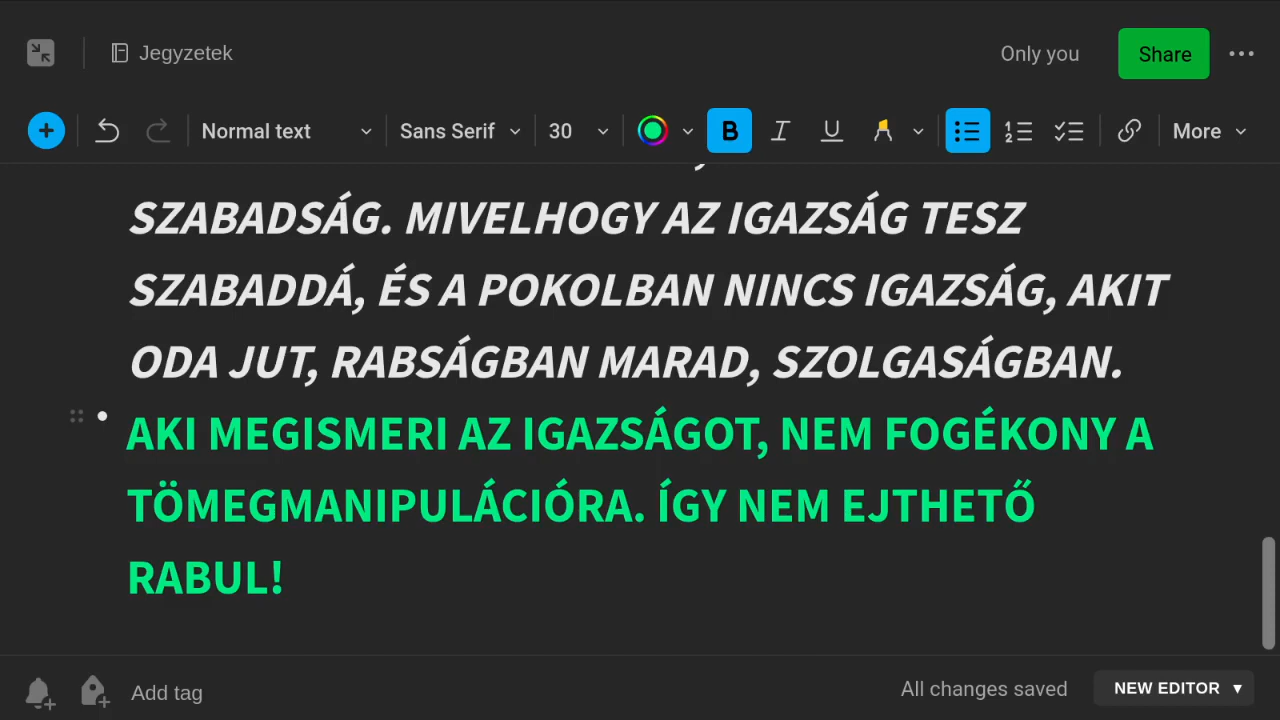 Jegyzetek
Only you
Share
Normal text
Sans Serif
30
B
More
SZABADSÁG. MIVELHOGY AZ IGAZSÁG TESZ
SZABADDÁ, ÉS A POKOLBAN NINCS IGAZSÁG, AKIT
ODA JUT, RABSÁGBAN MARAD, SZOLGASÁGBAN.
AKI MEGISMERI AZ IGAZSÁGOT, NEM FOGÉKONY A
TÖMEGMANIPULÁCIÓRA. ÍGY NEM EJTHETŐ
RABUL!
Add tag
All changes saved
NEW EDITOR